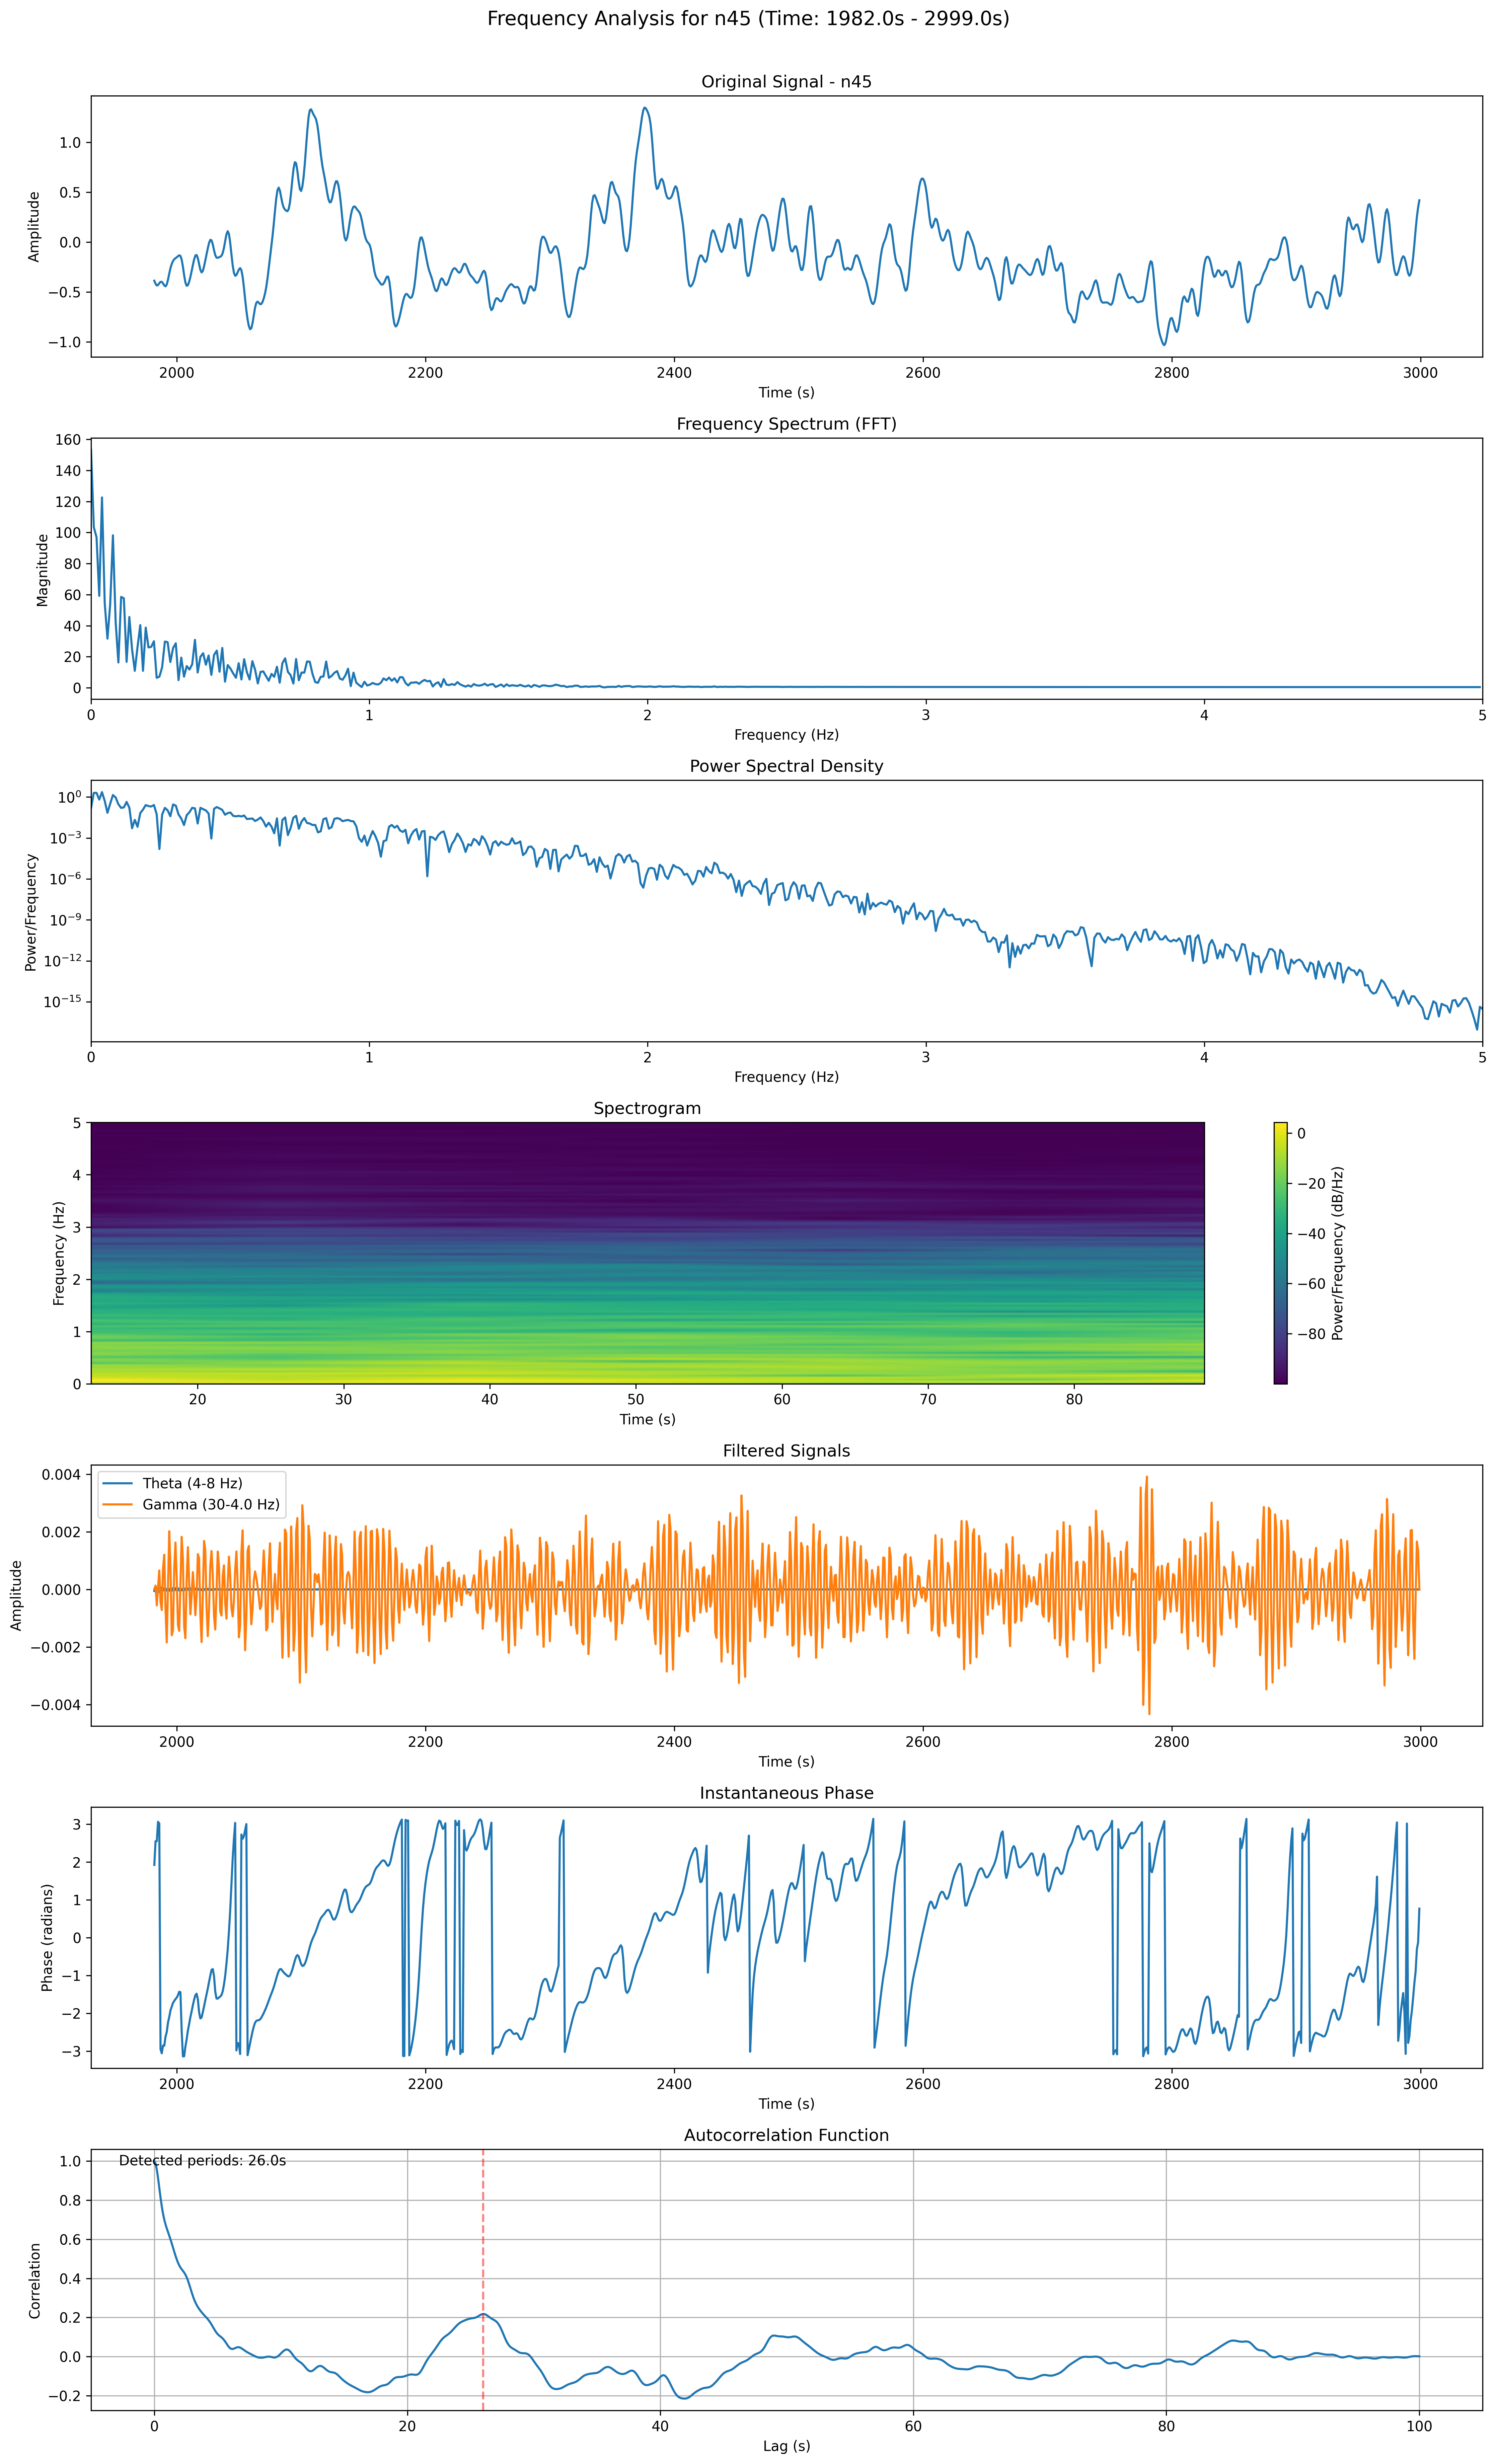 Frequency Analysis for n45 (Time: 1982.0s - 2999.0s)
Original Signal - n45
Amplitude
1.0
0.5
0.0
−0.5
−1.0
2000 2200 2400 2600 2800 3000
Time (s)
Frequency Spectrum (FFT)
Magnitude
160
140
120
100
80
60
40
20
0
0 1 2 3 4 5
Frequency (Hz)
Power Spectral Density
Power/Frequency
10⁰
10⁻³
10⁻⁶
10⁻⁹
10⁻¹²
10⁻¹⁵
0 1 2 3 4 5
Frequency (Hz)
Spectrogram
Frequency (Hz)
5
4
3
2
1
0
20 30 40 50 60 70 80
Time (s)
0
−20
−40
−60
−80
Power/Frequency (dB/Hz)
Filtered Signals
Theta (4-8 Hz)
Gamma (30-4.0 Hz)
Amplitude
0.004
0.002
0.000
−0.002
−0.004
2000 2200 2400 2600 2800 3000
Time (s)
Instantaneous Phase
Phase (radians)
3
2
1
0
−1
−2
−3
2000 2200 2400 2600 2800 3000
Time (s)
Autocorrelation Function
Detected periods: 26.0s
Correlation
1.0
0.8
0.6
0.4
0.2
0.0
−0.2
0 20 40 60 80 100
Lag (s)